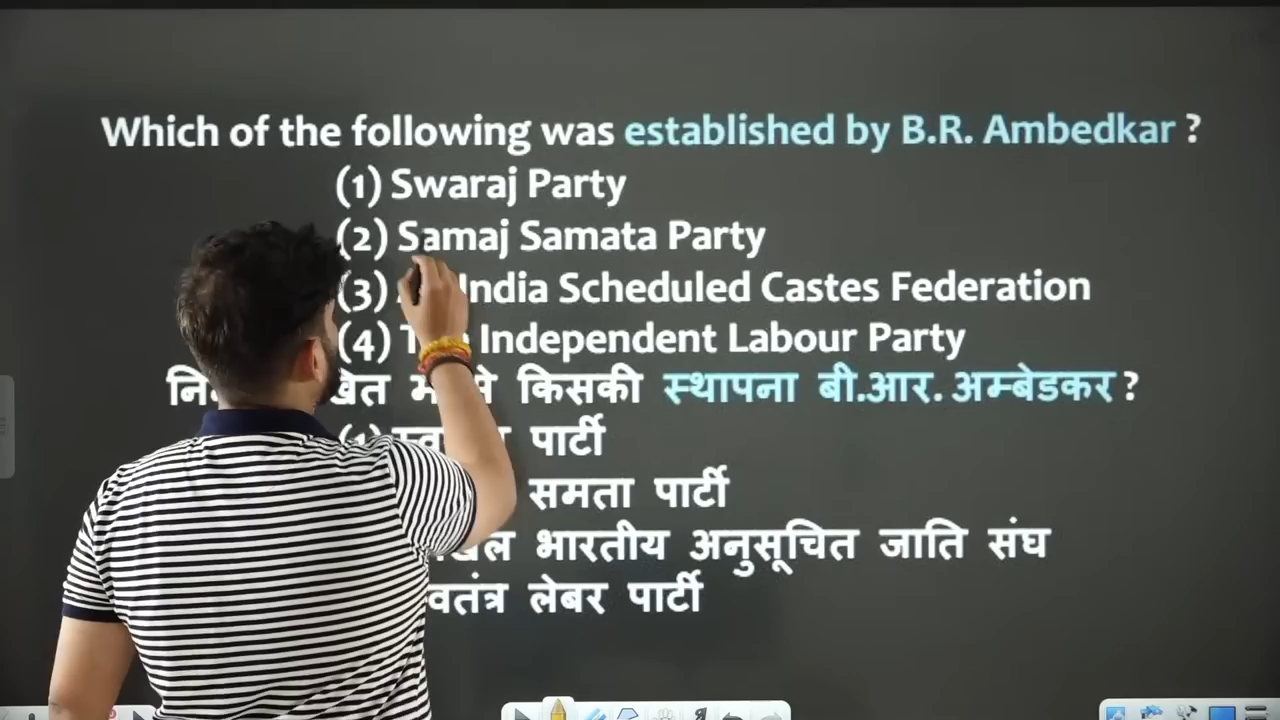 Which of the following was established by B.R. Ambedkar ?
(1) Swaraj Party
(2) Samaj Samata Party
(3) India Scheduled Castes Federation
(4) Independent Labour Party
किसकी स्थापना बी.आर. अम्बेडकर ?
(1) पार्टी
समता पार्टी
भारतीय अनुसूचित जाति संघ
लेबर पार्टी